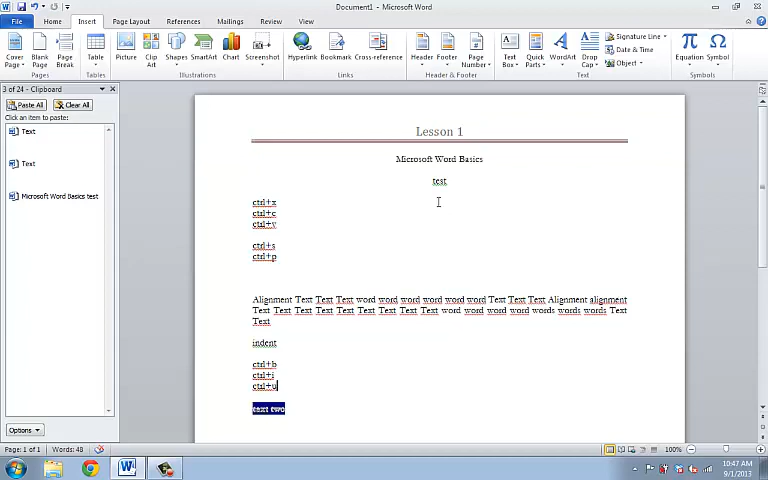 Document1 - Microsoft Word
File Home Insert Page Layout References Mailings Review View
Cover Page Blank Page Page Break Table Picture Clip Art Shapes SmartArt Chart Screenshot Hyperlink Bookmark Cross-reference Header Footer Page Number Text Box Quick Parts WordArt Drop Cap Signature Line Date & Time Object Equation Symbol
Pages Tables Illustrations Links Header & Footer Text Symbols
3 of 24 - Clipboard
Paste All Clear All
Click an item to paste:
Text
Text
Microsoft Word Basics test
Options
Lesson 1
Microsoft Word Basics
test
ctrl+x
ctrl+c
ctrl+v
ctrl+s
ctrl+p
Alignment Text Text Text word word word word word word Text Text Text Alignment alignment
Text Text Text Text Text Text Text Text Text word word word word words words words Text
Text
indent
ctrl+b
ctrl+i
ctrl+u
text two
Page: 1 of 1 Words: 48 100%
10:47 AM
9/1/2013